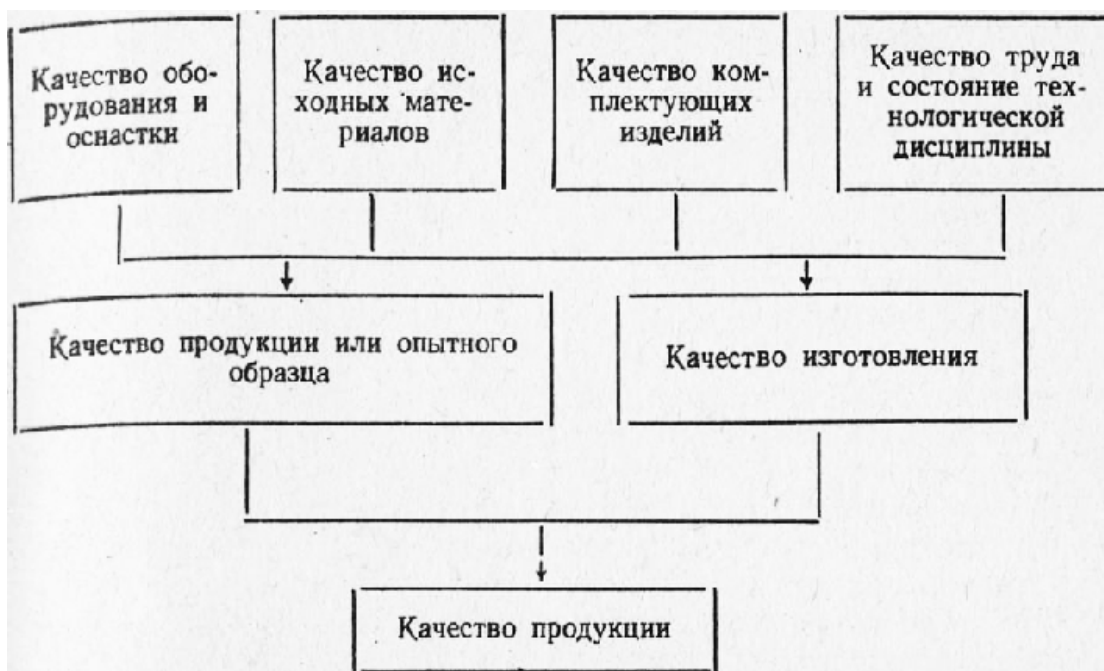 Качество обо-
рудования и
оснастки
Качество ис-
ходных мате-
риалов
Качество ком-
плектующих
изделий
Качество труда
и состояние тех-
нологической
дисциплины
Качество продукции или опытного
образца
Качество изготовления
Качество продукции